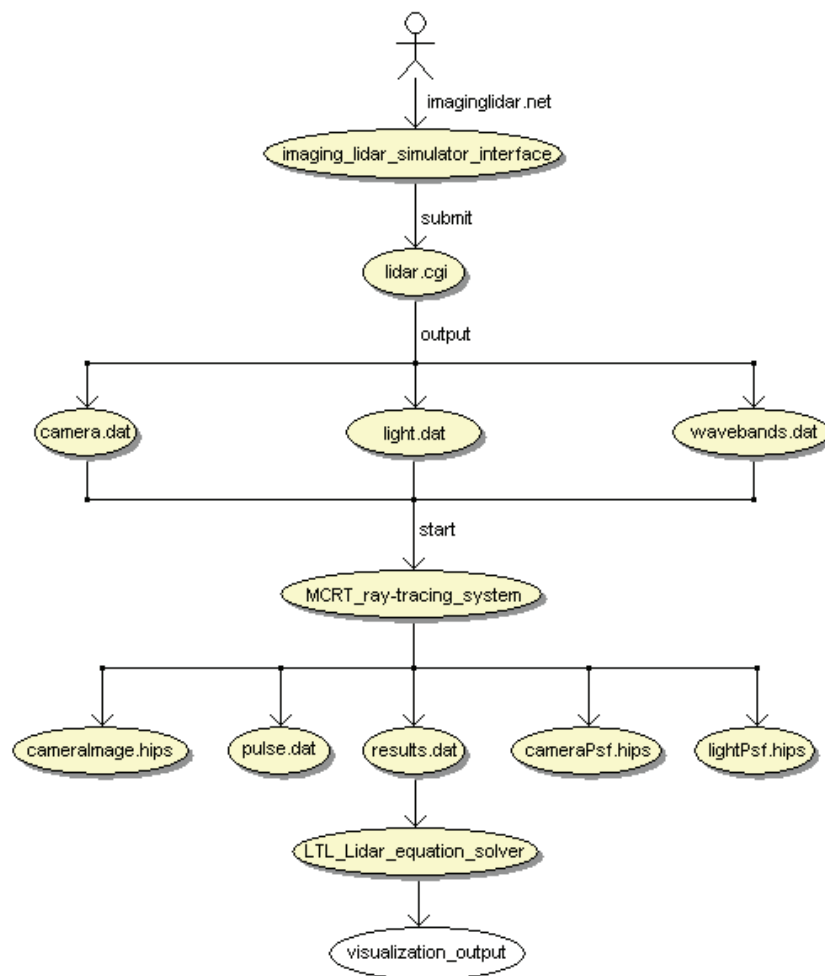 imaginglidar.net
imaging_lidar_simulator_interface
submit
lidar.cgi
output
camera.dat
light.dat
wavebands.dat
start
MCRT_ray-tracing_system
cameraImage.hips
pulse.dat
results.dat
cameraPsf.hips
lightPsf.hips
LTL_Lidar_equation_solver
visualization_output